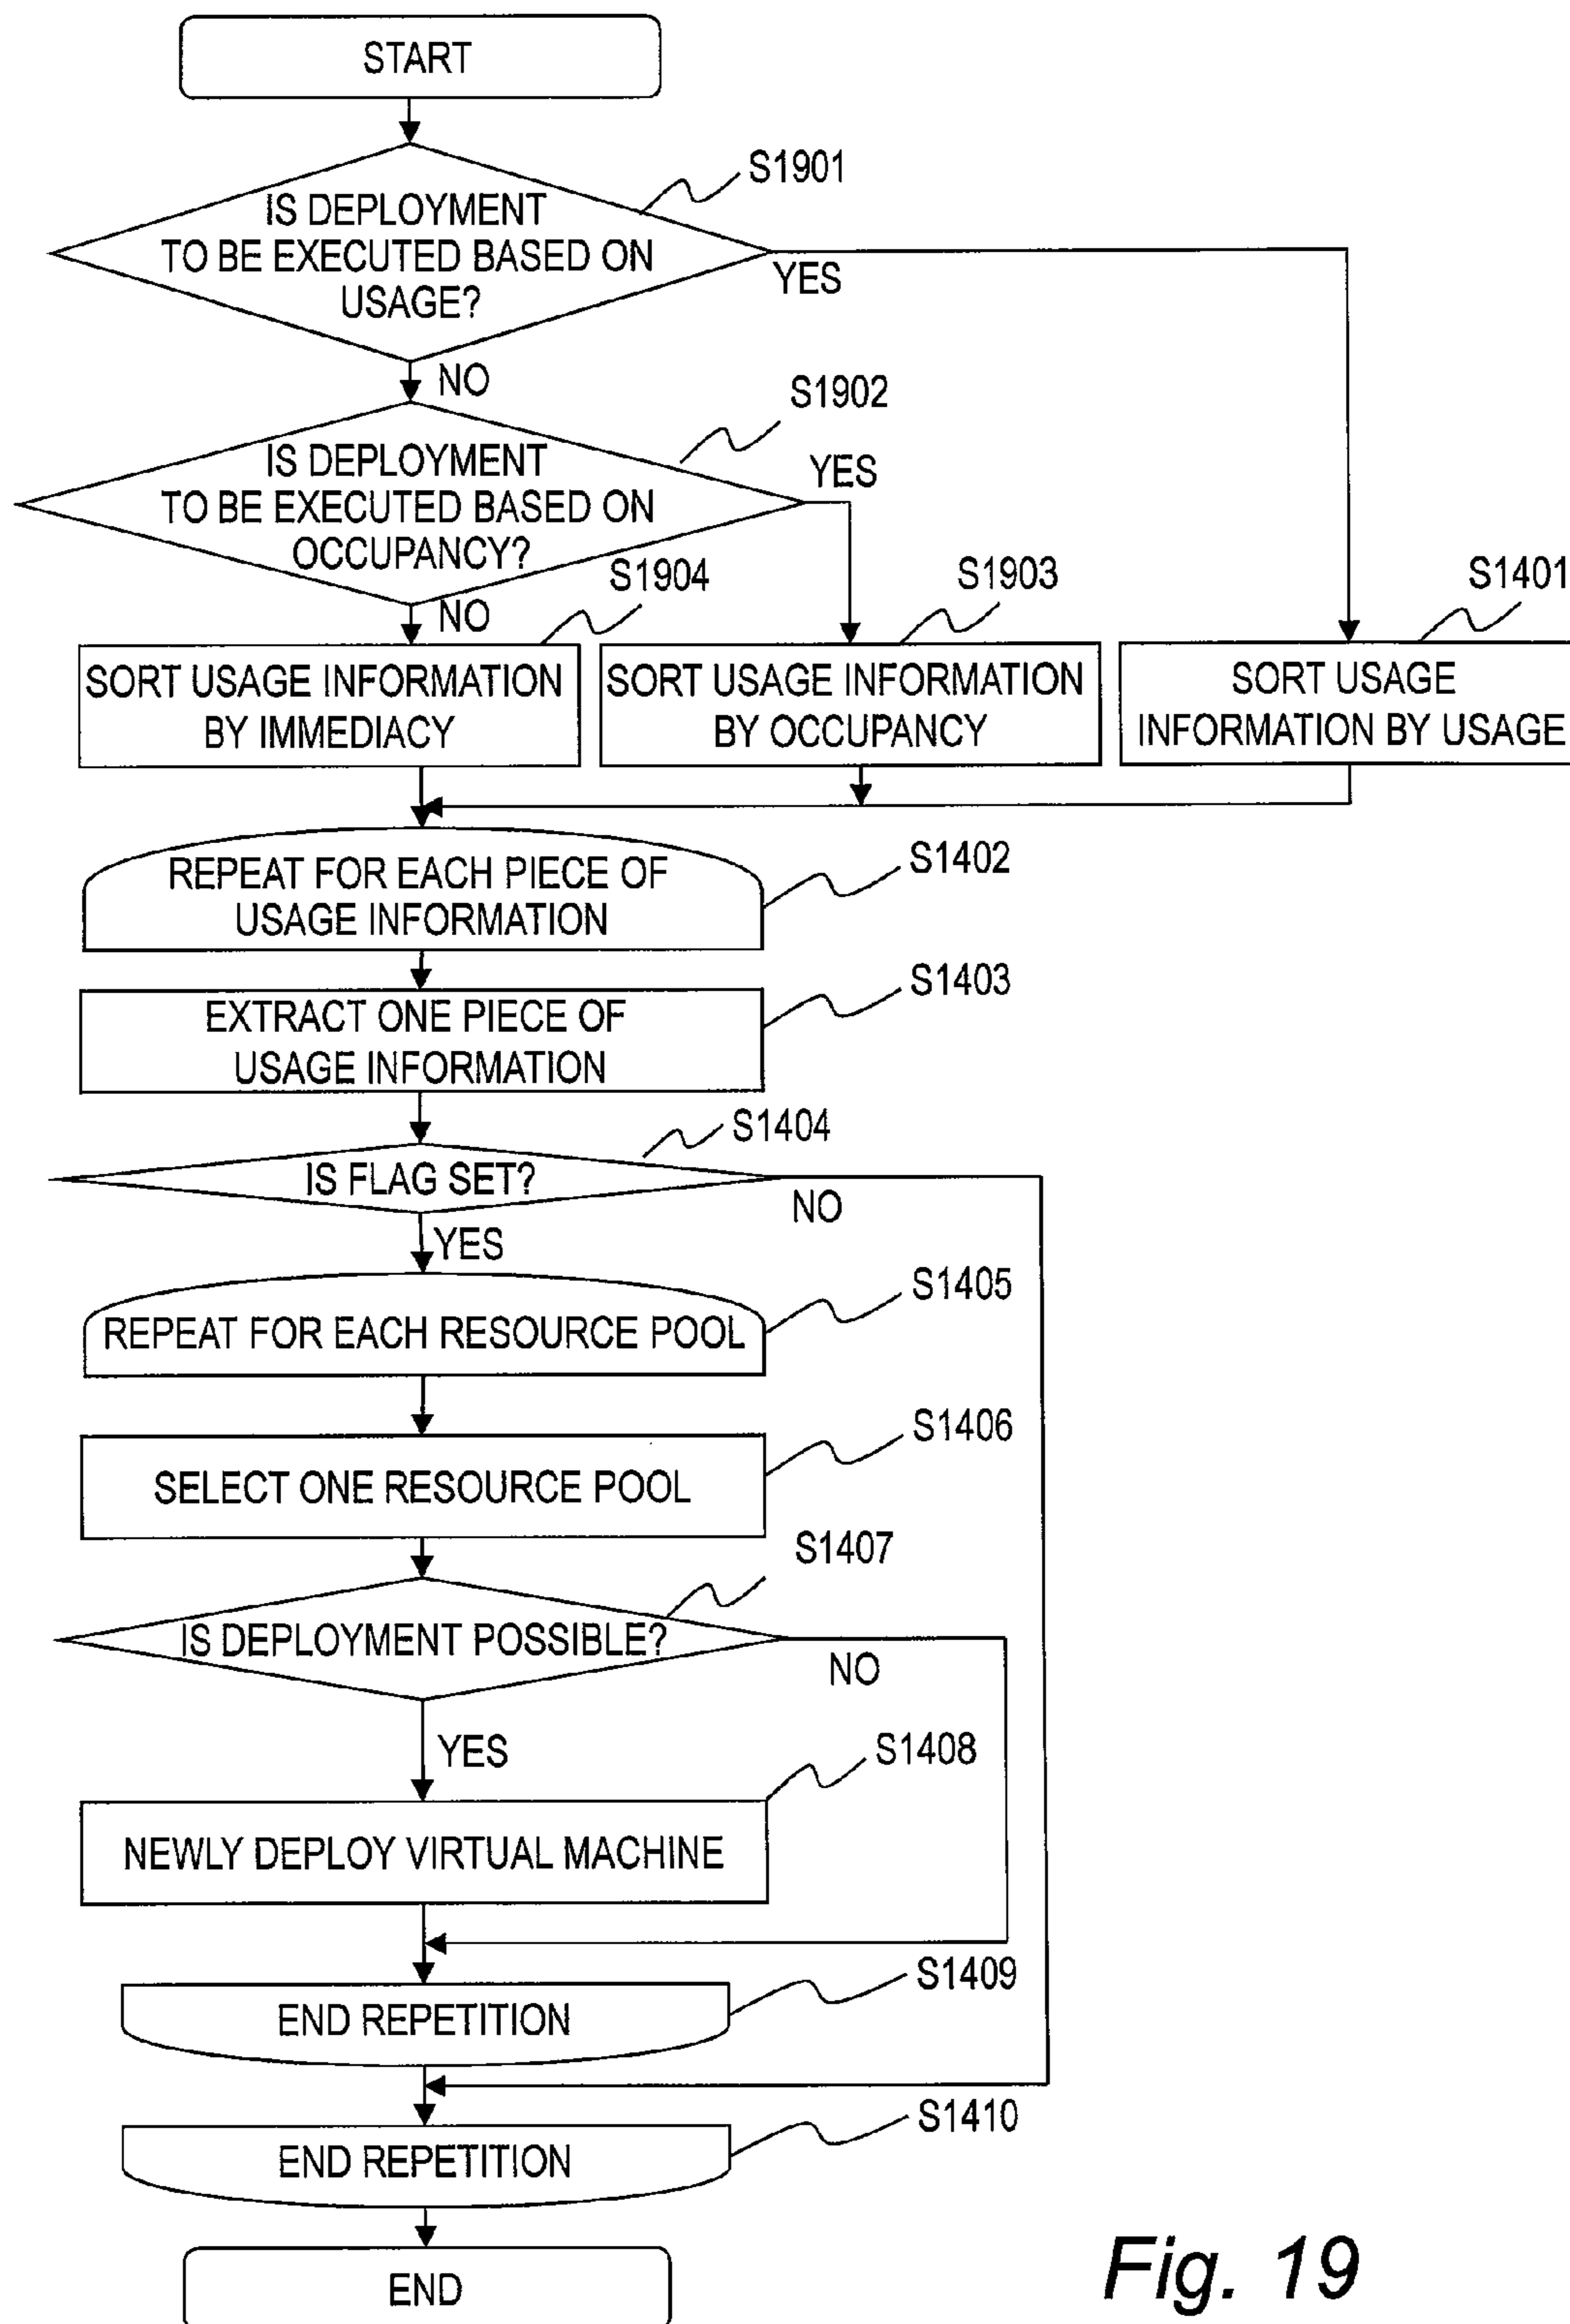 START
S1901
IS DEPLOYMENT
TO BE EXECUTED BASED ON
USAGE?
YES
NO
S1902
IS DEPLOYMENT
TO BE EXECUTED BASED ON
OCCUPANCY?
YES
NO
S1904
SORT USAGE INFORMATION
BY IMMEDIACY
S1903
SORT USAGE INFORMATION
BY OCCUPANCY
S1401
SORT USAGE
INFORMATION BY USAGE
S1402
REPEAT FOR EACH PIECE OF
USAGE INFORMATION
S1403
EXTRACT ONE PIECE OF
USAGE INFORMATION
S1404
IS FLAG SET?
NO
YES
S1405
REPEAT FOR EACH RESOURCE POOL
S1406
SELECT ONE RESOURCE POOL
S1407
IS DEPLOYMENT POSSIBLE?
NO
YES
S1408
NEWLY DEPLOY VIRTUAL MACHINE
S1409
END REPETITION
S1410
END REPETITION
END
Fig. 19